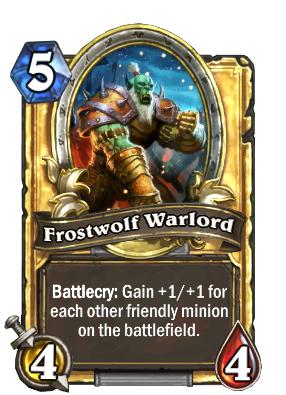 5
Frostwolf Warlord
Battlecry: Gain +1/+1 for
each other friendly minion
on the battlefield.
4
4